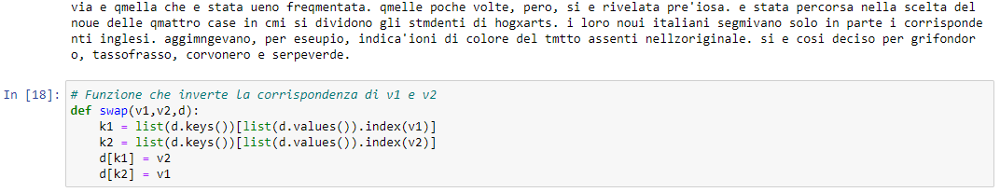 via e qmella che e stata ueno freqmentata. qmelle poche volte, pero, si e rivelata pre'iosa. e stata percorsa nella scelta del
noue delle qmattro case in cmi si dividono gli stmdenti di hogxarts. i loro noui italiani segmivano solo in parte i corrisponde
nti inglesi. aggimngevano, per eseupio, indica'ioni di colore del tmtto assenti nellzoriginale. si e cosi deciso per grifondor
o, tassofrasso, corvonero e serpeverde.
In [18]: # Funzione che inverte la corrispondenza di v1 e v2
def swap(v1,v2,d):
    k1 = list(d.keys())[list(d.values()).index(v1)]
    k2 = list(d.keys())[list(d.values()).index(v2)]
    d[k1] = v2
    d[k2] = v1